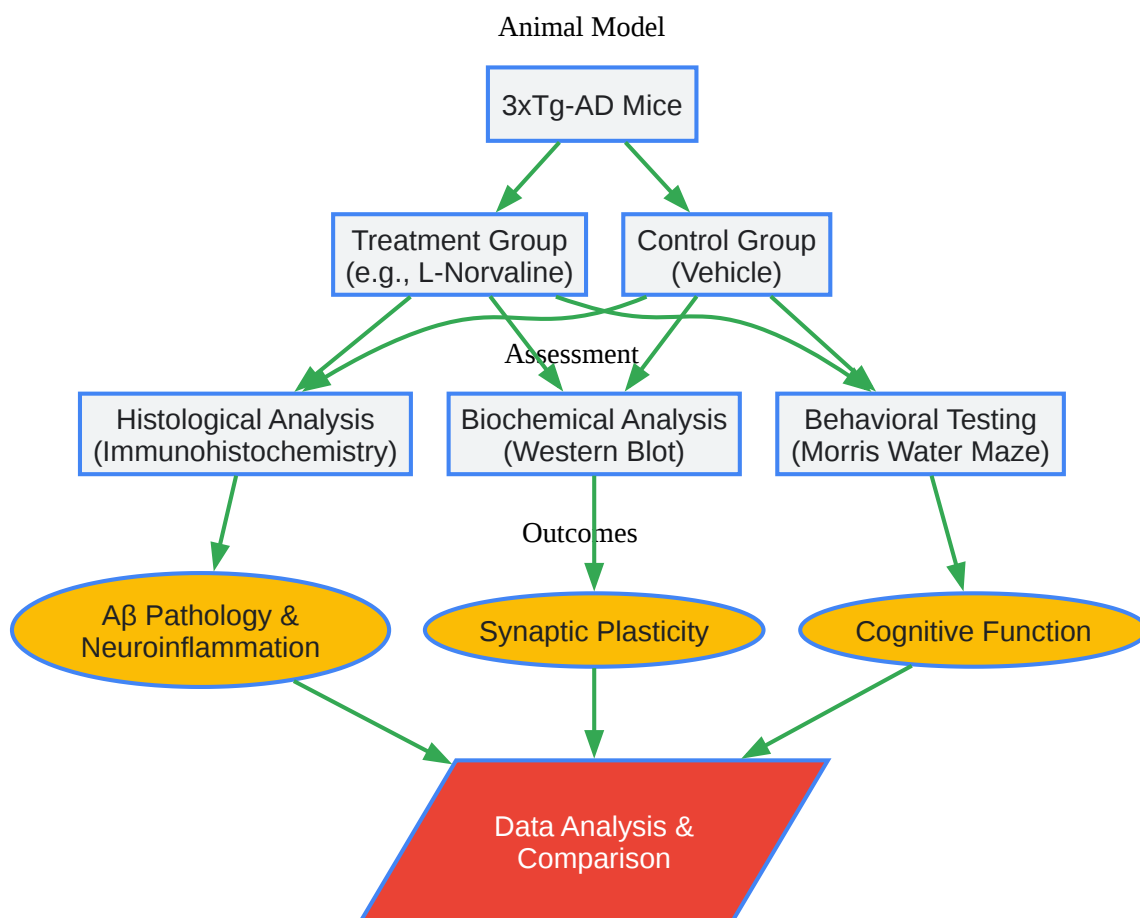 Animal Model
3xTg-AD Mice
Treatment Group
(e.g., L-Norvaline)
Control Group
(Vehicle)
Assessment
Histological Analysis
(Immunohistochemistry)
Biochemical Analysis
(Western Blot)
Behavioral Testing
(Morris Water Maze)
Outcomes
Aβ Pathology &
Neuroinflammation
Synaptic Plasticity
Cognitive Function
Data Analysis &
Comparison